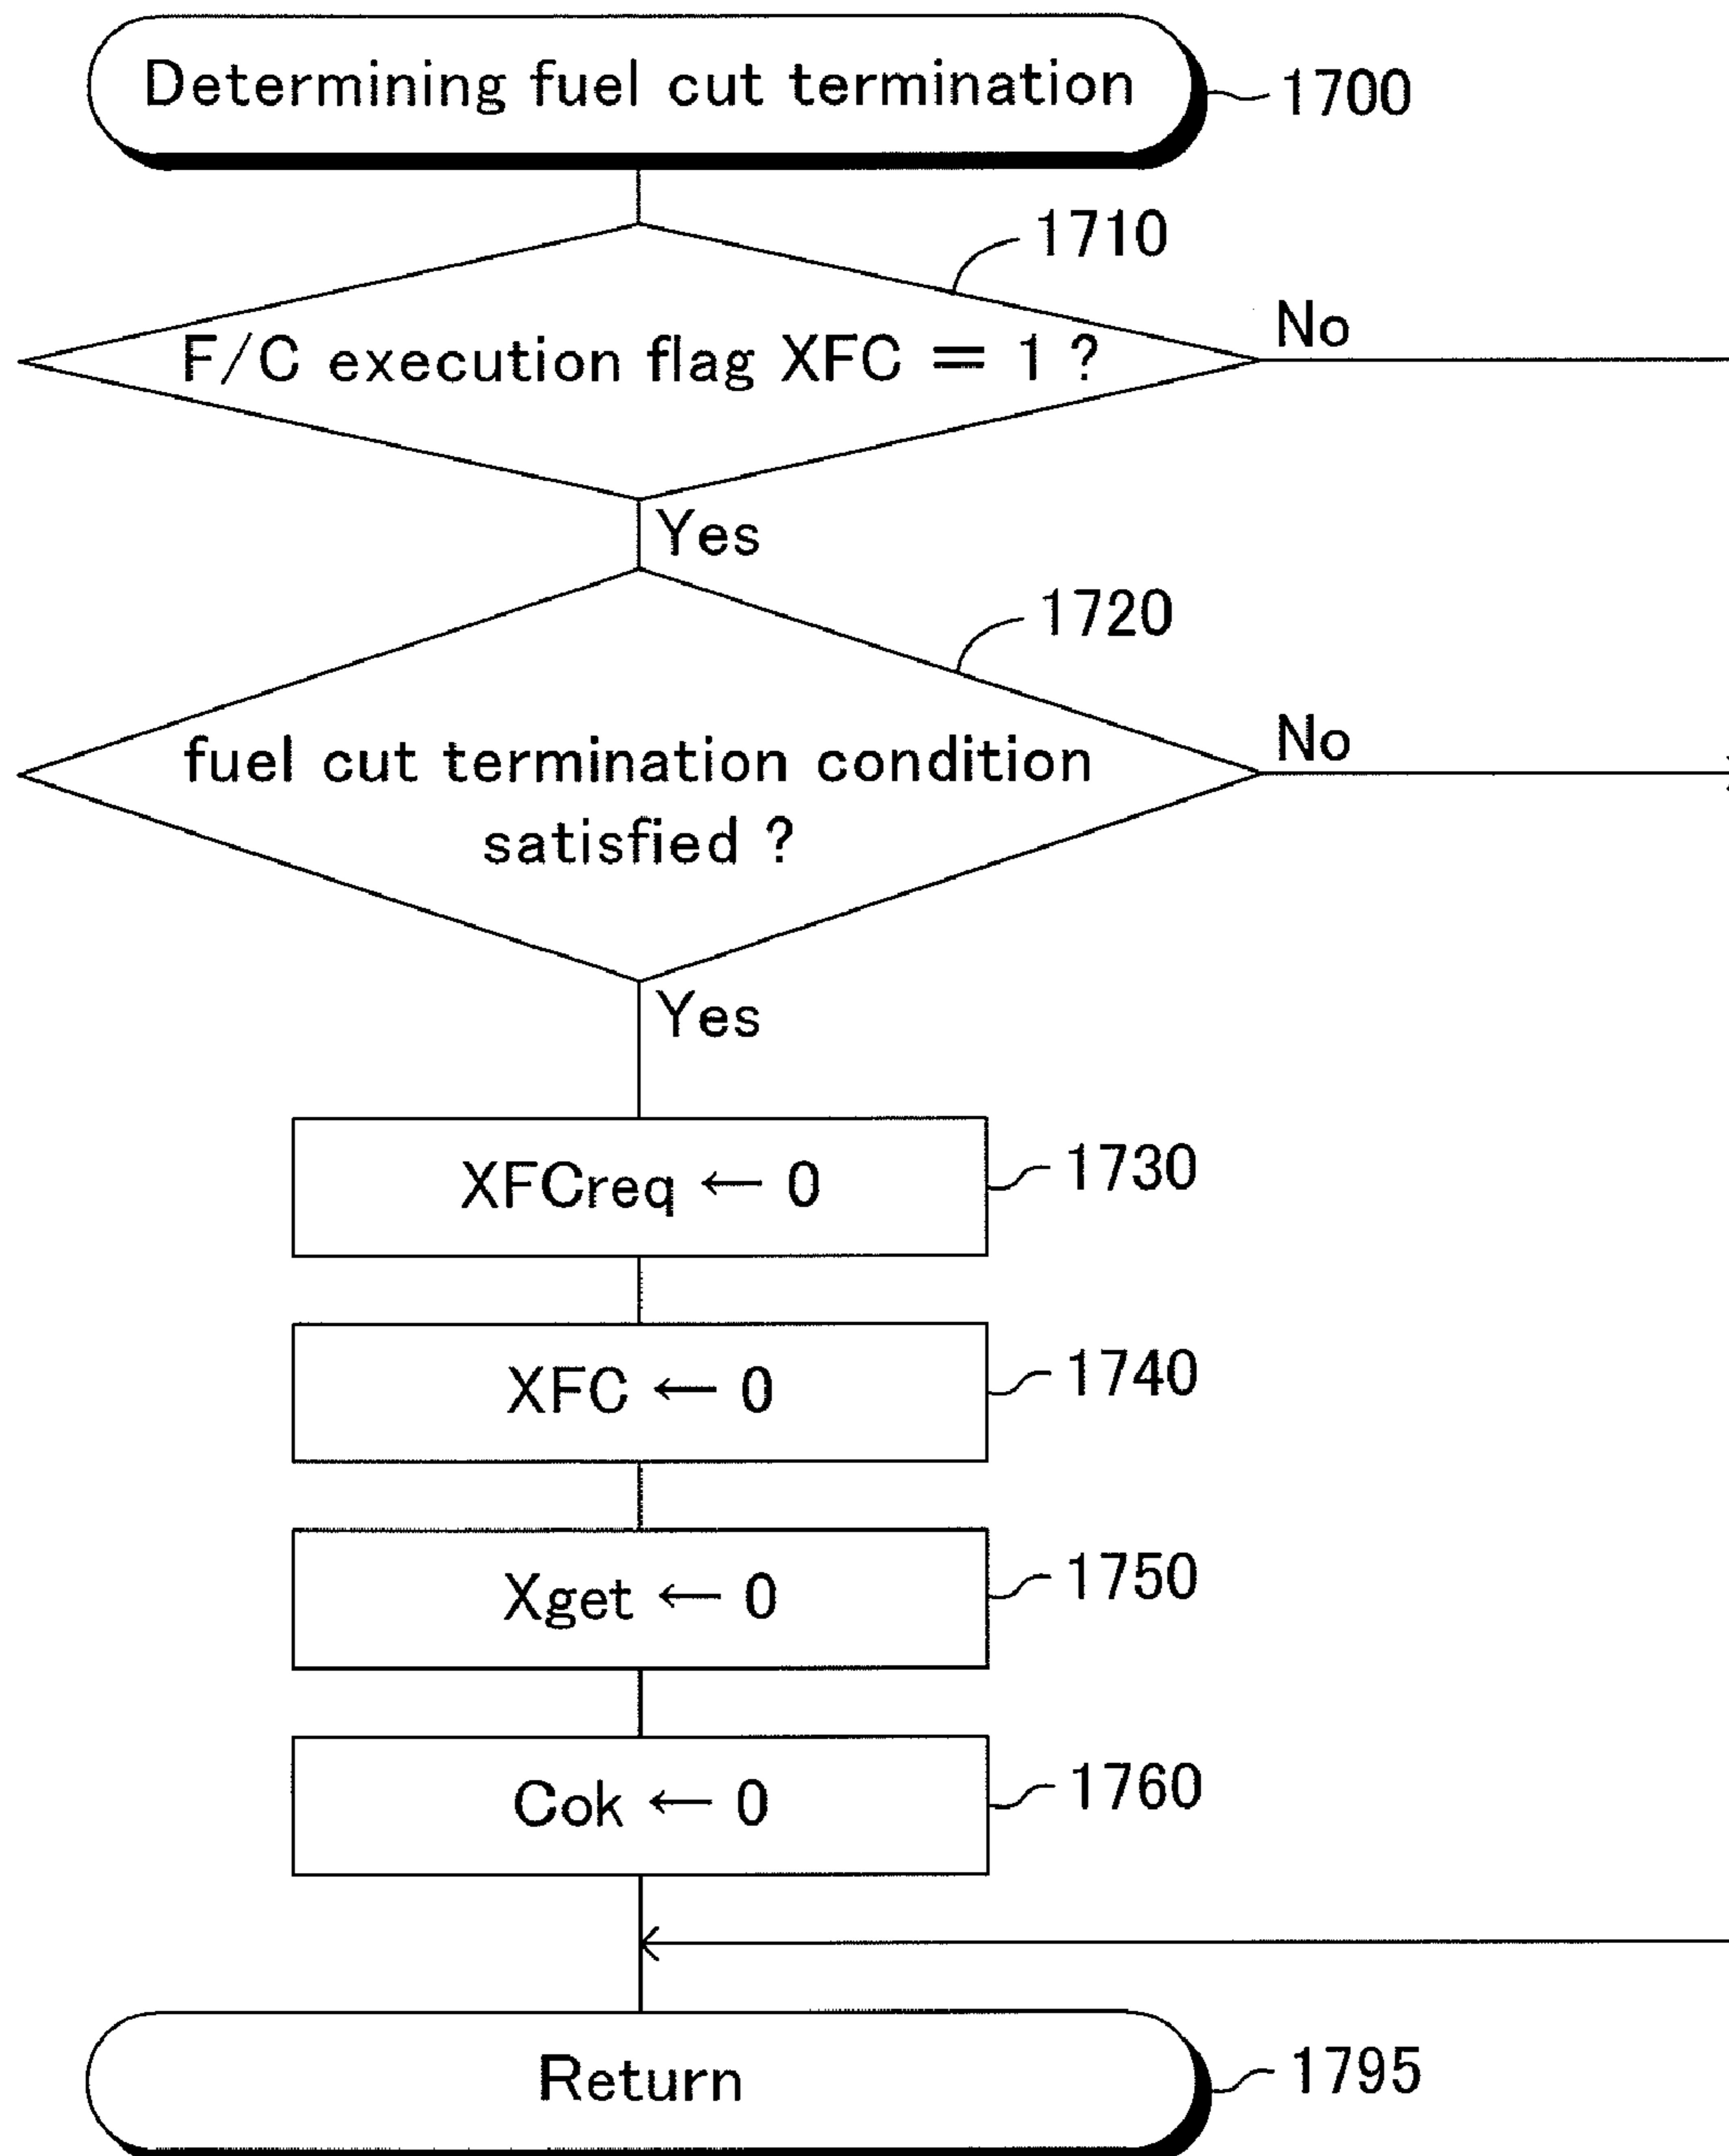 Determining fuel cut termination
1700
1710
F/C execution flag XFC = 1 ?
No
Yes
1720
fuel cut termination condition
satisfied ?
No
Yes
XFCreq ← 0
1730
XFC ← 0
1740
Xget ← 0
1750
Cok ← 0
1760
Return
1795